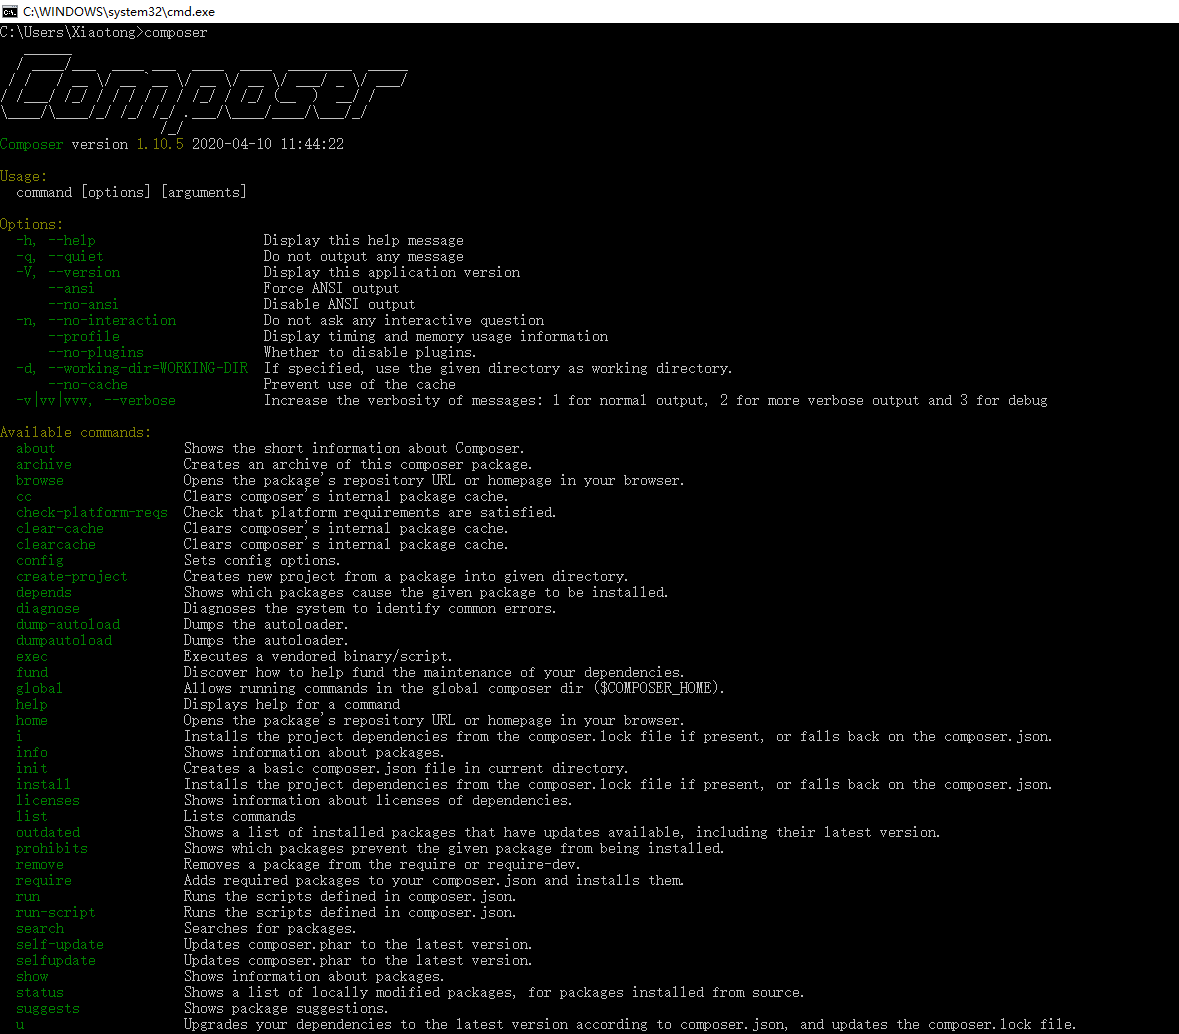 C:\WINDOWS\system32\cmd.exe
C:\Users\Xiaotong>composer
Composer
Composer version 1.10.5 2020-04-10 11:44:22
Usage:
command [options] [arguments]
Options:
-h, --help Display this help message
-q, --quiet Do not output any message
-V, --version Display this application version
--ansi Force ANSI output
--no-ansi Disable ANSI output
-n, --no-interaction Do not ask any interactive question
--profile Display timing and memory usage information
--no-plugins Whether to disable plugins.
-d, --working-dir=WORKING-DIR If specified, use the given directory as working directory.
--no-cache Prevent use of the cache
-v|vv|vvv, --verbose Increase the verbosity of messages: 1 for normal output, 2 for more verbose output and 3 for debug
Available commands:
about Shows the short information about Composer.
archive Creates an archive of this composer package.
browse Opens the package's repository URL or homepage in your browser.
cc Clears composer's internal package cache.
check-platform-reqs Check that platform requirements are satisfied.
clear-cache Clears composer's internal package cache.
clearcache Clears composer's internal package cache.
config Sets config options.
create-project Creates new project from a package into given directory.
depends Shows which packages cause the given package to be installed.
diagnose Diagnoses the system to identify common errors.
dump-autoload Dumps the autoloader.
dumpautoload Dumps the autoloader.
exec Executes a vendored binary/script.
fund Discover how to help fund the maintenance of your dependencies.
global Allows running commands in the global composer dir ($COMPOSER_HOME).
help Displays help for a command
home Opens the package's repository URL or homepage in your browser.
i Installs the project dependencies from the composer.lock file if present, or falls back on the composer.json.
info Shows information about packages.
init Creates a basic composer.json file in current directory.
install Installs the project dependencies from the composer.lock file if present, or falls back on the composer.json.
licenses Shows information about licenses of dependencies.
list Lists commands
outdated Shows a list of installed packages that have updates available, including their latest version.
prohibits Shows which packages prevent the given package from being installed.
remove Removes a package from the require or require-dev.
require Adds required packages to your composer.json and installs them.
run Runs the scripts defined in composer.json.
run-script Runs the scripts defined in composer.json.
search Searches for packages.
self-update Updates composer.phar to the latest version.
selfupdate Updates composer.phar to the latest version.
show Shows information about packages.
status Shows a list of locally modified packages, for packages installed from source.
suggests Shows package suggestions.
u Upgrades your dependencies to the latest version according to composer.json, and updates the composer.lock file.